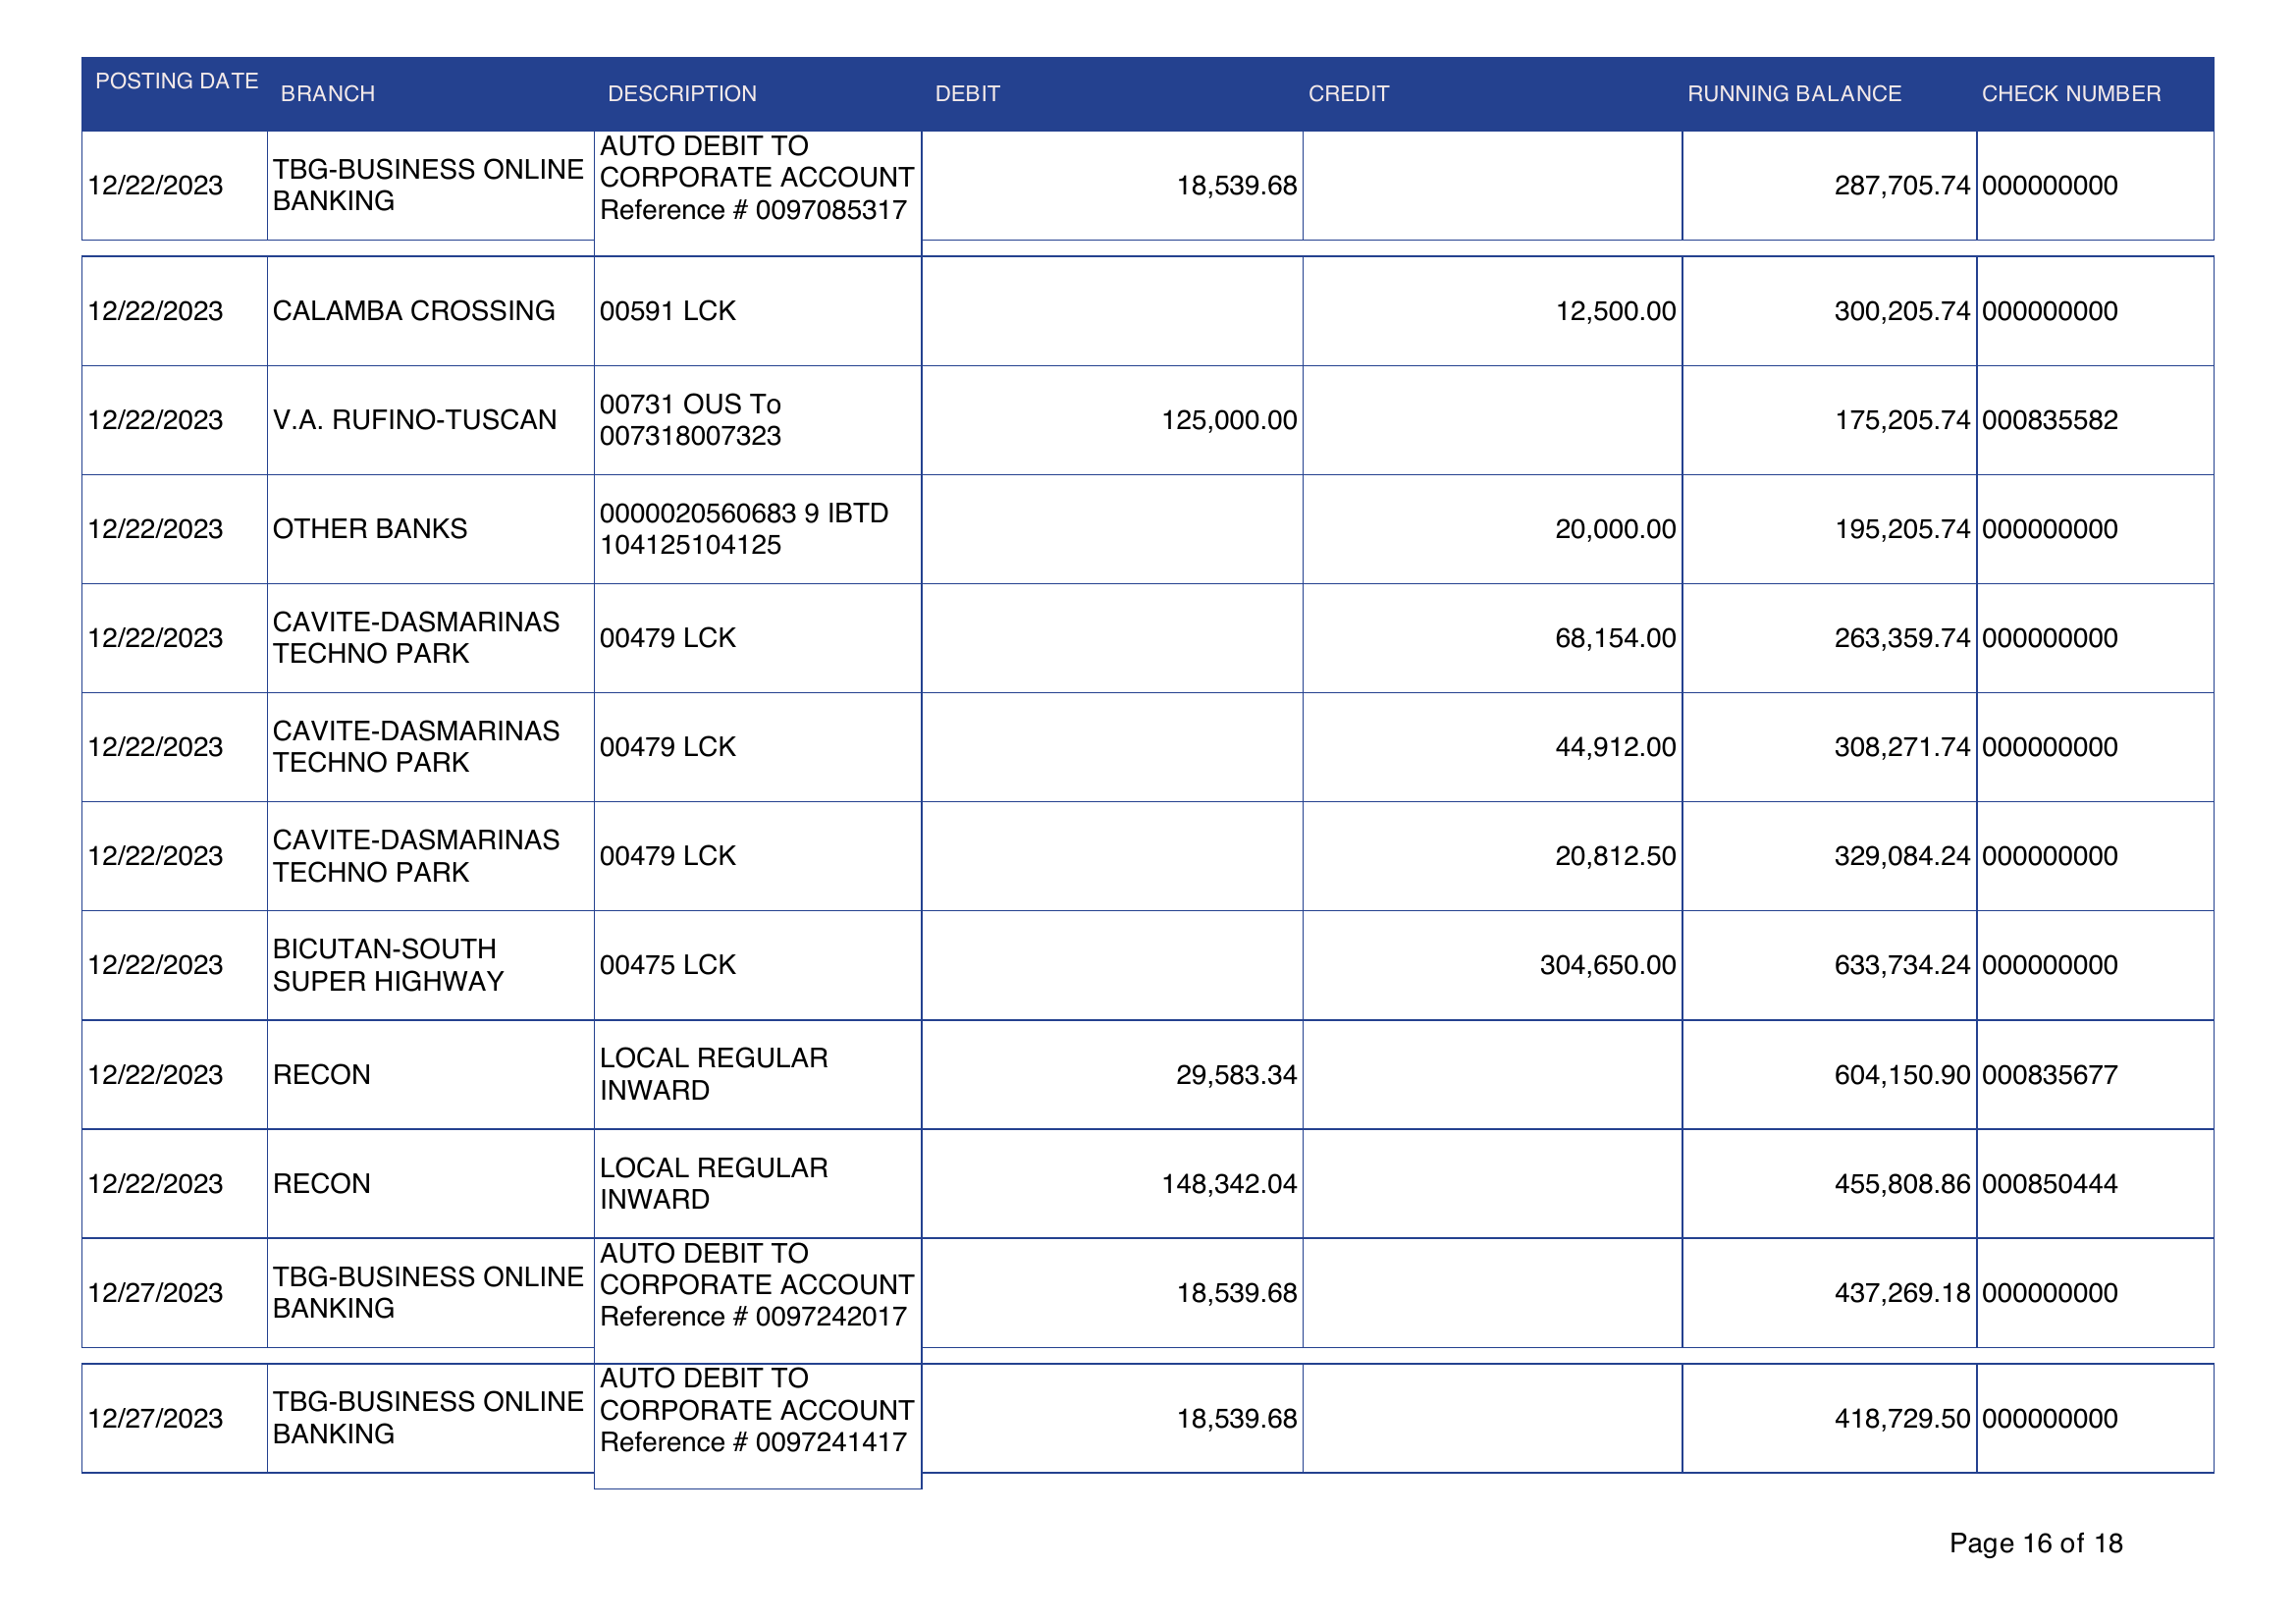 POSTING DATE BRANCH DESCRIPTION DEBIT CREDIT RUNNING BALANCE CHECK NUMBER
AUTO DEBIT TO
TBG-BUSINESS ONLINE CORPORATE ACCOUNT
12/22/2023 18,539.68 287,705.74 000000000
BANKING Reference # 0097085317
12/22/2023 CALAMBA CROSSING 00591 LCK 12,500.00 300,205.74 000000000
00731 OUS To
12/22/2023 V.A. RUFINO-TUSCAN 125,000.00 175,205.74 000835582
007318007323
0000020560683 9 IBTD
12/22/2023 OTHER BANKS 20,000.00 195,205.74 000000000
104125104125
CAVITE-DASMARINAS
12/22/2023 00479 LCK 68,154.00 263,359.74 000000000
TECHNO PARK
CAVITE-DASMARINAS
12/22/2023 00479 LCK 44,912.00 308,271.74 000000000
TECHNO PARK
CAVITE-DASMARINAS
12/22/2023 00479 LCK 20,812.50 329,084.24 000000000
TECHNO PARK
BICUTAN-SOUTH
12/22/2023 00475 LCK 304,650.00 633,734.24 000000000
SUPER HIGHWAY
LOCAL REGULAR
12/22/2023 RECON 29,583.34 604,150.90 000835677
INWARD
LOCAL REGULAR
12/22/2023 RECON 148,342.04 455,808.86 000850444
INWARD
AUTO DEBIT TO
TBG-BUSINESS ONLINE CORPORATE ACCOUNT
12/27/2023 18,539.68 437,269.18 000000000
BANKING Reference # 0097242017
AUTO DEBIT TO
TBG-BUSINESS ONLINE CORPORATE ACCOUNT
12/27/2023 18,539.68 418,729.50 000000000
BANKING Reference # 0097241417
Page 16 of 18